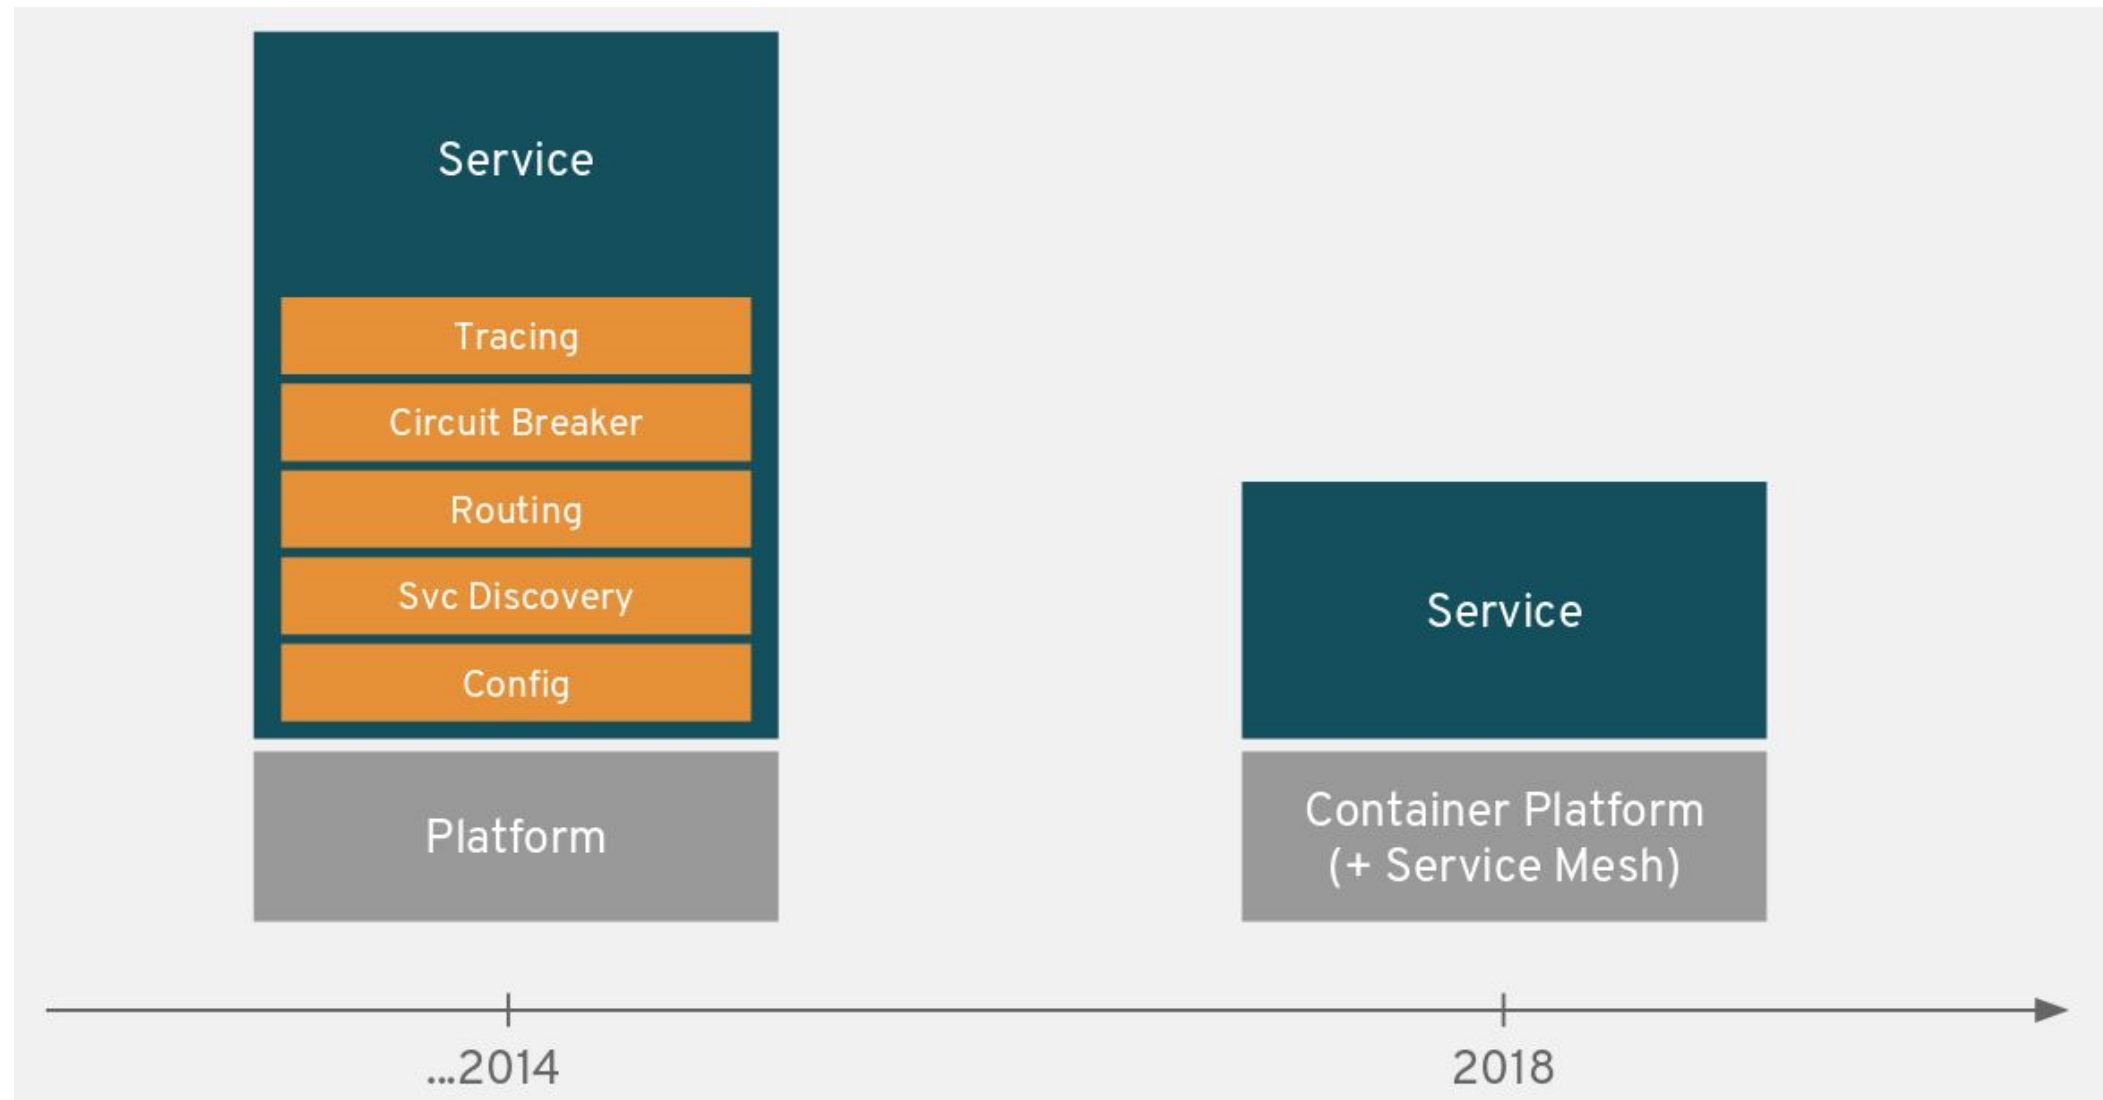 Service
Tracing
Circuit Breaker
Routing
Svc Discovery
Config
Platform
Service
Container Platform
(+ Service Mesh)
...2014
2018